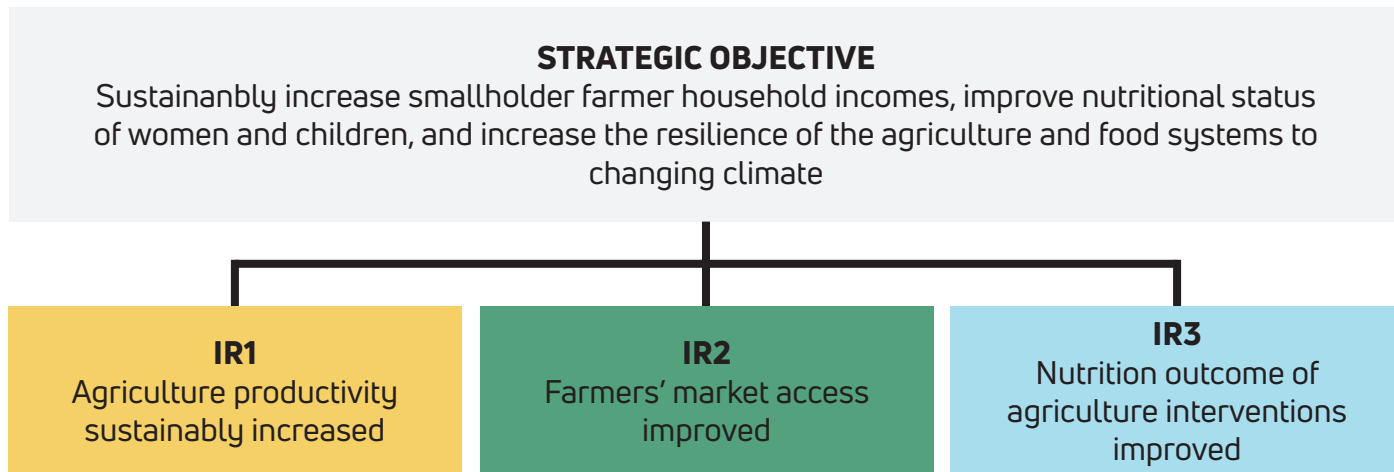 STRATEGIC OBJECTIVE
Sustainanbly increase smallholder farmer household incomes, improve nutritional status
of women and children, and increase the resilience of the agriculture and food systems to
changing climate
IR1
Agriculture productivity
sustainably increased
IR2
Farmers’ market access
improved
IR3
Nutrition outcome of
agriculture interventions
improved